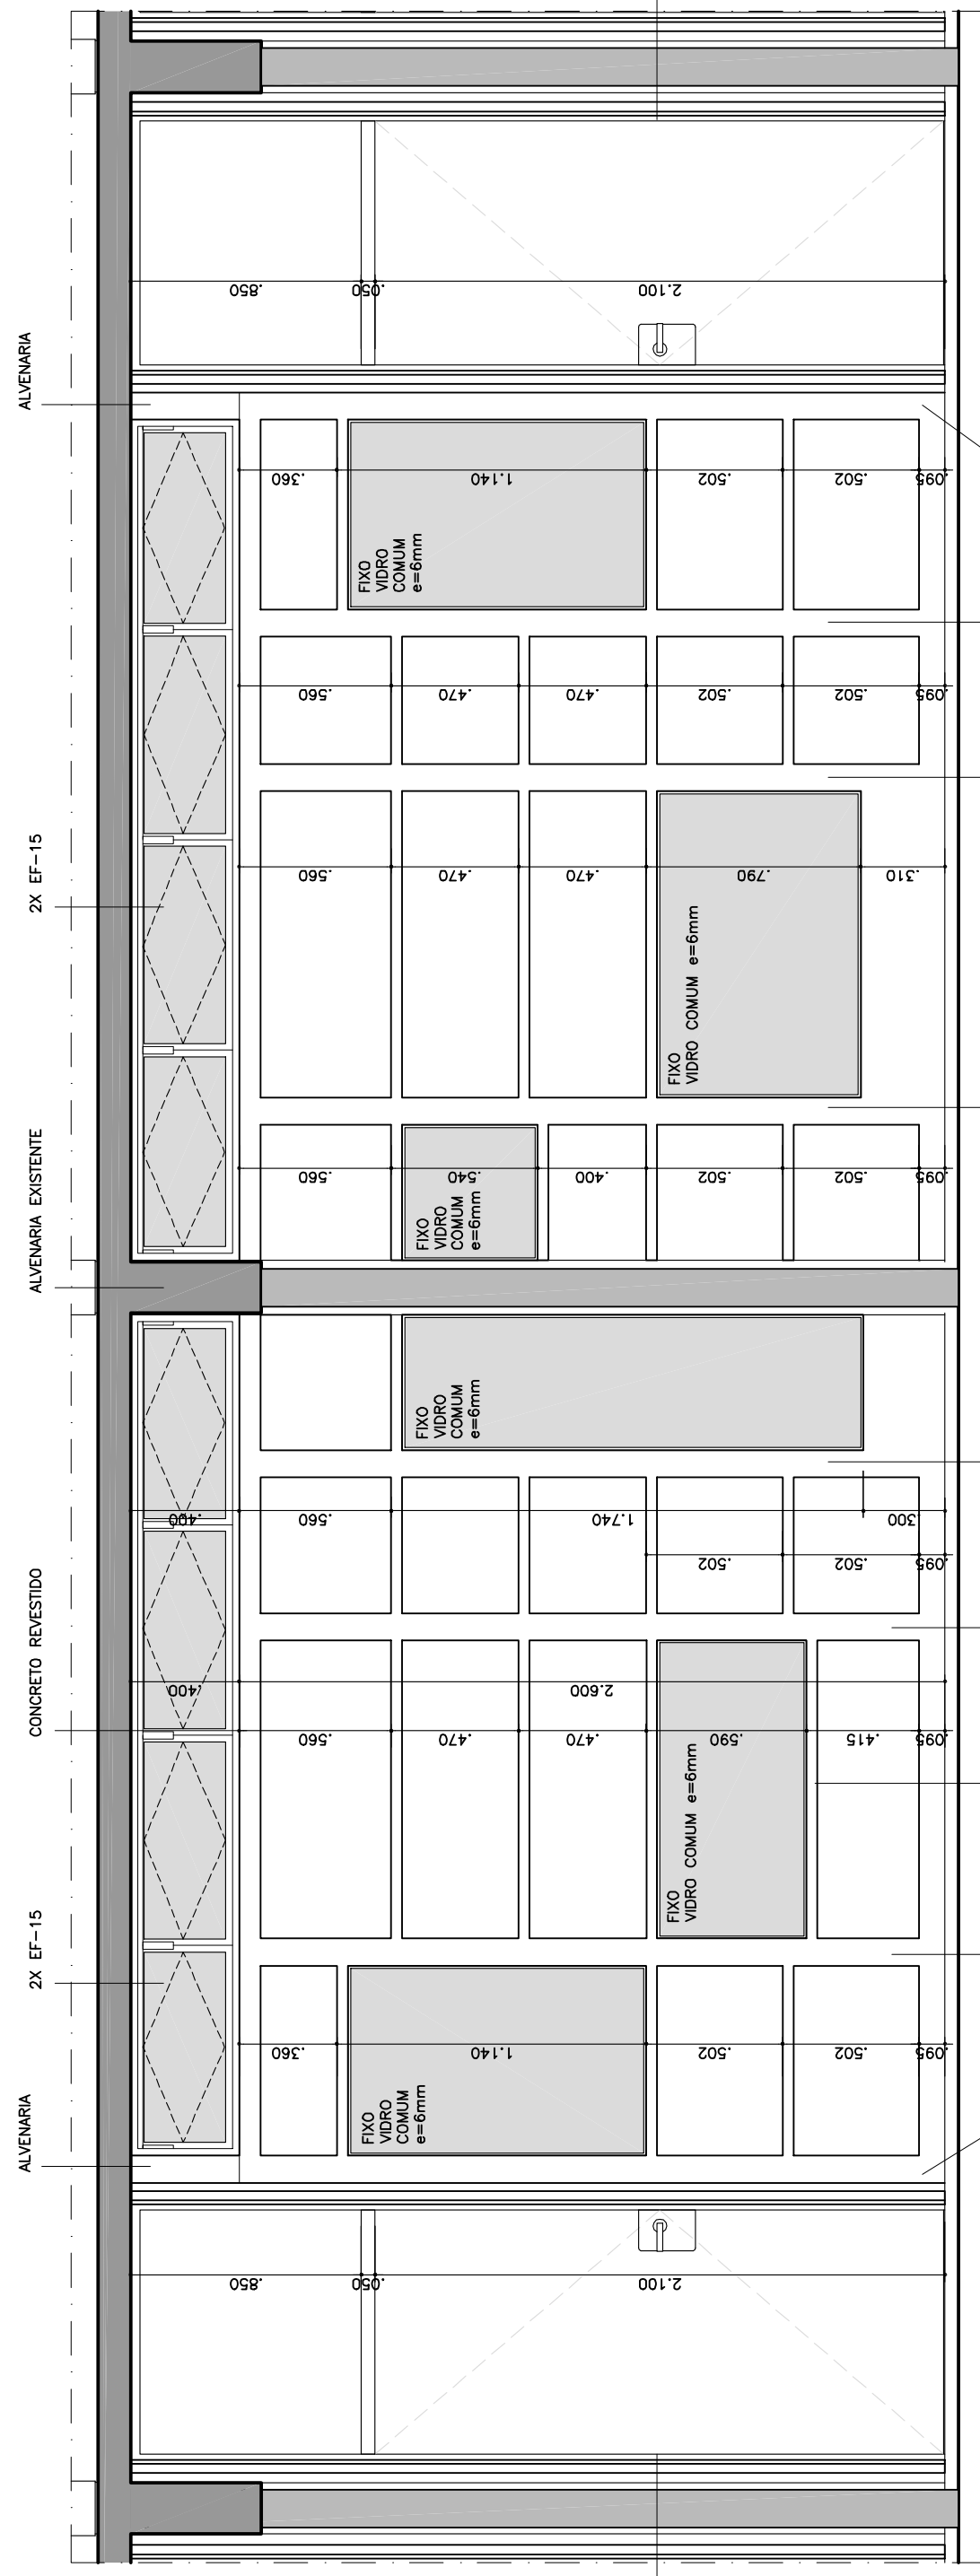 .850
.050
2.100
ALVENARIA
.360
1.140
.502
.502
.095
FIXO
VIDRO
COMUM
e=6mm
.560
.470
.470
.502
.502
.095
2X EF-15
.560
.470
.470
.790
.310
FIXO
VIDRO COMUM e=6mm
ALVENARIA EXISTENTE
.560
.540
.400
.502
.502
.095
FIXO
VIDRO
COMUM
e=6mm
FIXO
VIDRO
COMUM
e=6mm
.400
.560
1.740
.300
.502
.502
.095
CONCRETO REVESTIDO
.400
2.600
.560
.470
.470
.590
.415
.095
FIXO
VIDRO COMUM e=6mm
2X EF-15
.360
1.140
.502
.502
.095
FIXO
VIDRO
COMUM
e=6mm
ALVENARIA
.850
.050
2.100